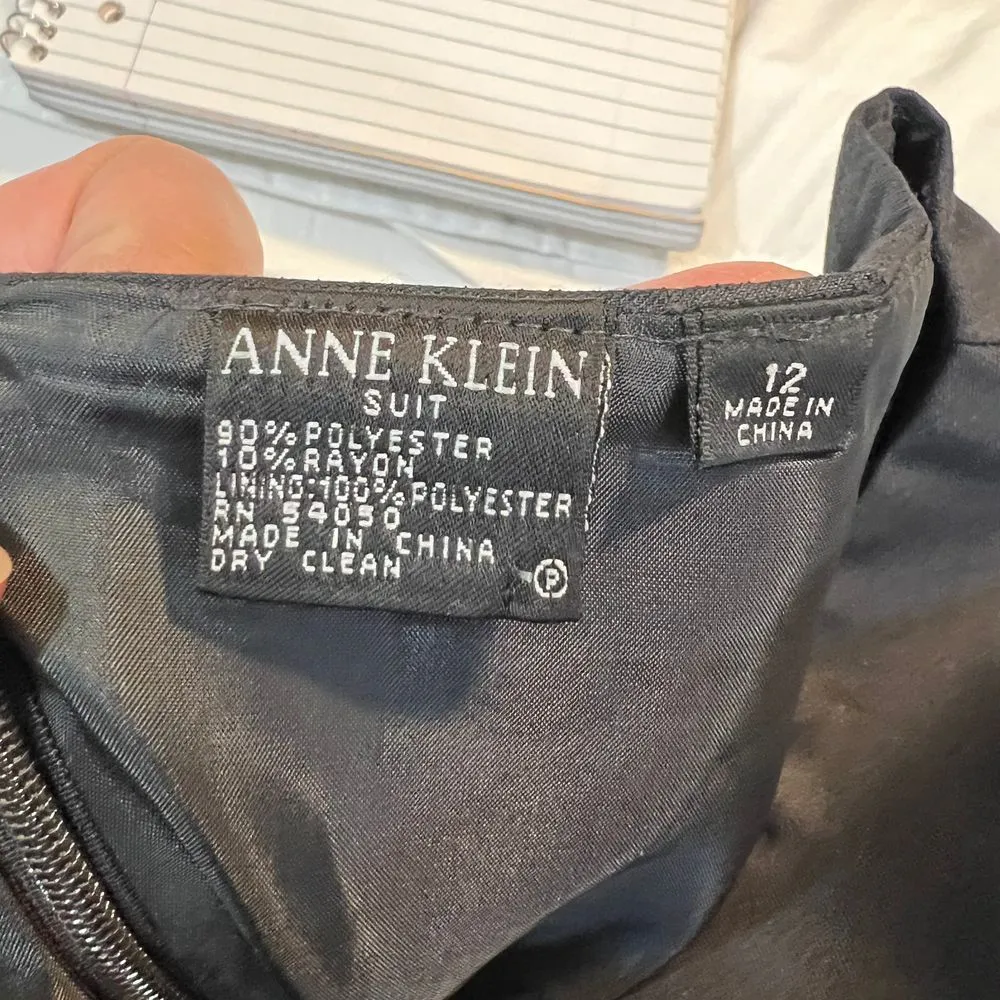 ANNE KLEIN
SUIT
90% POLYESTER
10% RAYON
LINING:100% POLYESTER
RN 54050
MADE IN CHINA
DRY CLEAN
P
12
MADE IN
CHINA